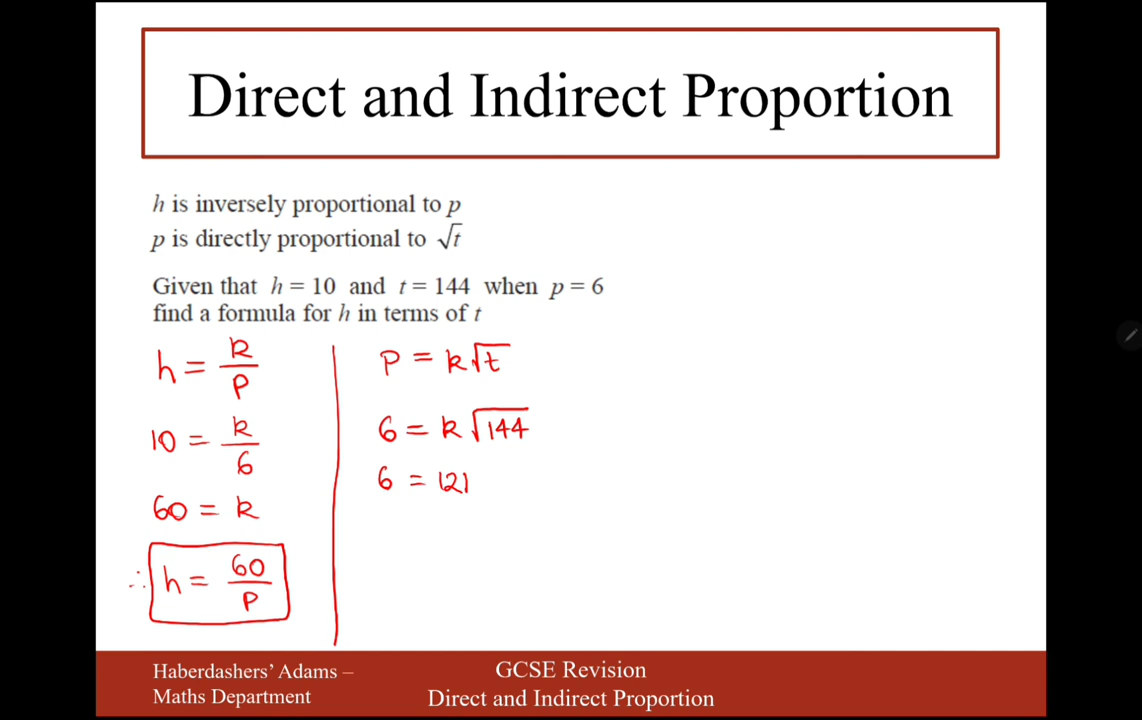 Direct and Indirect Proportion
h is inversely proportional to p
p is directly proportional to √t
Given that h = 10 and t = 144 when p = 6
find a formula for h in terms of t
h = k/p
10 = k/6
60 = k
∴ h = 60/p
p = k√t
6 = k√144
6 = 121
Haberdashers' Adams –
Maths Department
GCSE Revision
Direct and Indirect Proportion